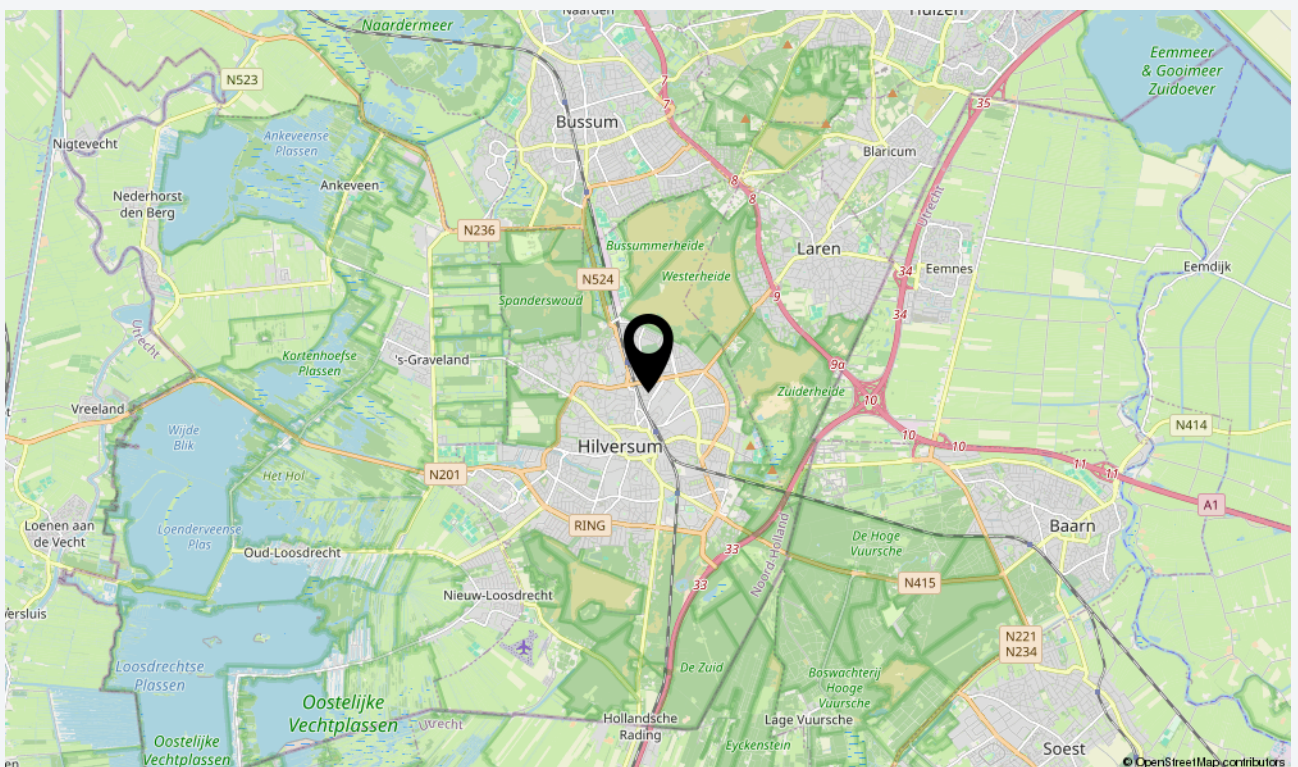 Naarden
Huizen
Naardermeer
Eemmeer
& Gooimeer
Zuidoever
N523
7
7
35
Bussum
Nigtevecht
Ankeveense
Plassen
Blaricum
Ankeveen
8
8
Nederhorst
den Berg
Utrecht
N236
Bussummerheide
Laren
Eemnes
Eemdijk
34
N524
Westerheide
Spanderswoud
9
34
Utrecht
Kortenhoefse
Plassen
's-Graveland
9a
Zuiderheide
10
Vreeland
Wijde
Blik
N414
Hilversum
10
10
11
11
N201
Het Hol
A1
Loenen aan
de Vecht
Loenderveense
Plas
RING
Baarn
De Hoge
Vuursche
Oud-Loosdrecht
33
Noord-Holland
33
N415
Nieuw-Loosdrecht
ersluis
N221
N234
Loosdrechtse
Plassen
De Zuid
Boswachterij
Hooge
Vuursche
Oostelijke
Vechtplassen
Utrecht
Hollandsche
Rading
Lage Vuursche
Oostelijke
Vechtplassen
Eyckenstein
Soest
© OpenStreetMap contributors